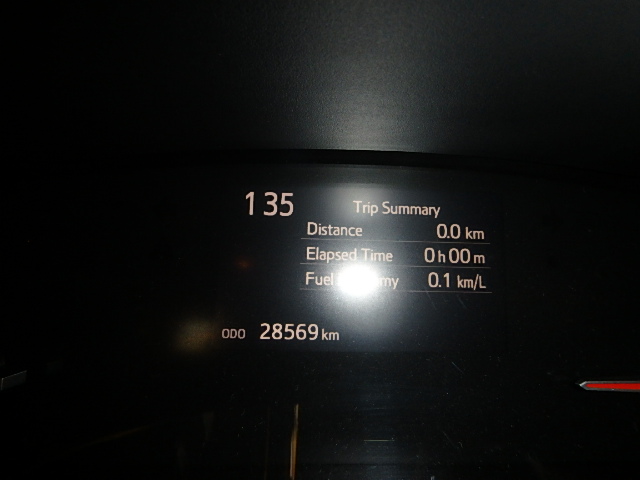 1 35
Trip Summary
Distance 0.0 km
Elapsed Time 0 h 00 m
Fuel 0.1 km/L
ODO 28569 km